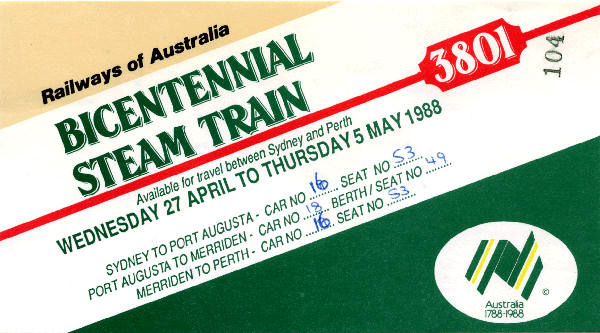 Railways of Australia
BICENTENNIAL
STEAM TRAIN
3801
104
Available for travel between Sydney and Perth
WEDNESDAY 27 APRIL TO THURSDAY 5 MAY 1988
SYDNEY TO PORT AUGUSTA - CAR NO 16 SEAT NO 53
PORT AUGUSTA TO MERRIDEN - CAR NO 18 BERTH/SEAT NO 49
MERRIDEN TO PERTH - CAR NO 16 SEAT NO 53
Australia
1788-1988
©